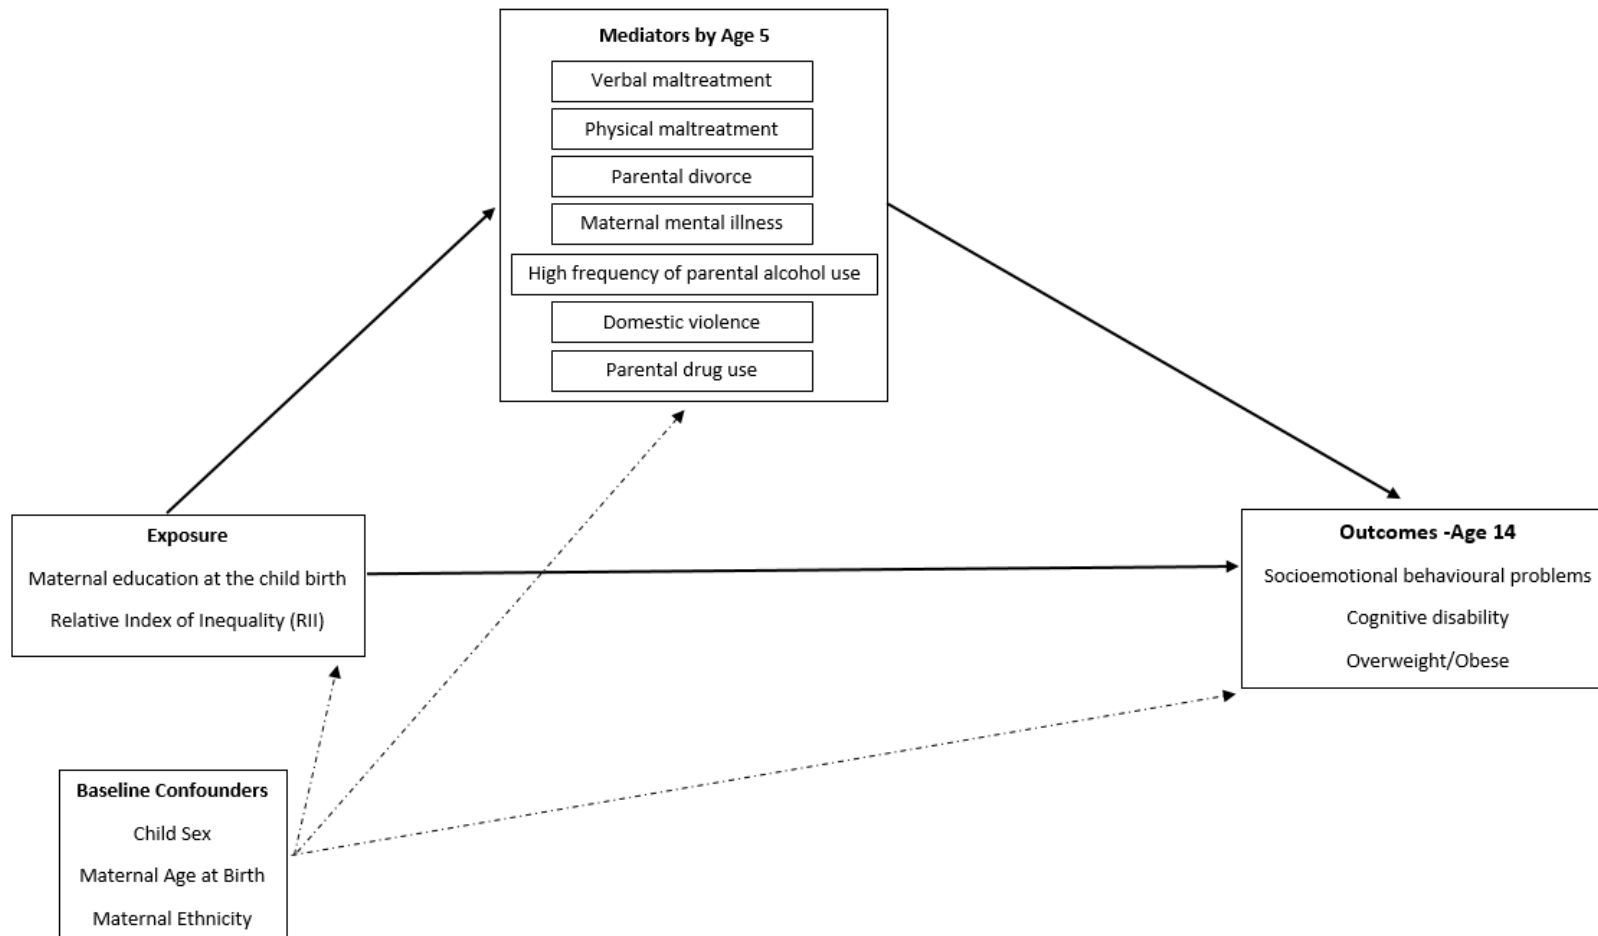 Mediators by Age 5
Verbal maltreatment
Physical maltreatment
Parental divorce
Maternal mental illness
High frequency of parental alcohol use
Domestic violence
Parental drug use
Exposure
Maternal education at the child birth
Relative Index of Inequality (RII)
Outcomes -Age 14
Socioemotional behavioural problems
Cognitive disability
Overweight/Obese
Baseline Confounders
Child Sex
Maternal Age at Birth
Maternal Ethnicity